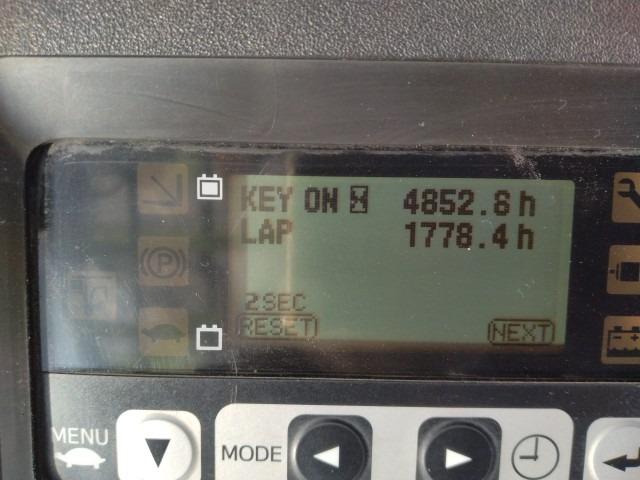 KEY ON 4852.8 h
LAP 1778.4 h
2SEC
RESET NEXT
MENU
MODE